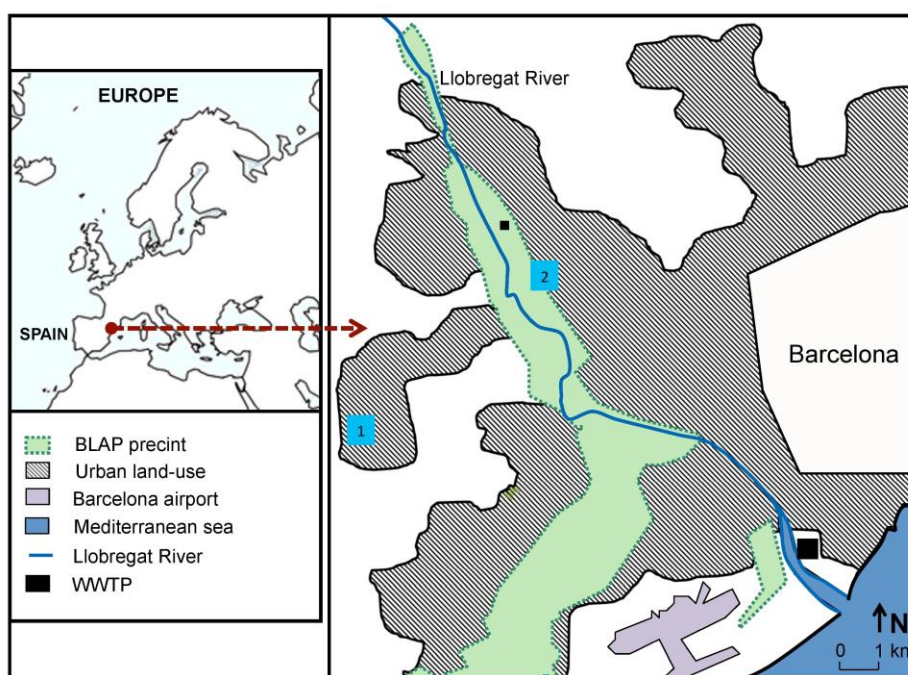 EUROPE
SPAIN
BLAP precint
Urban land-use
Barcelona airport
Mediterranean sea
Llobregat River
WWTP
Llobregat River
2
Barcelona
1
N
0 1 km